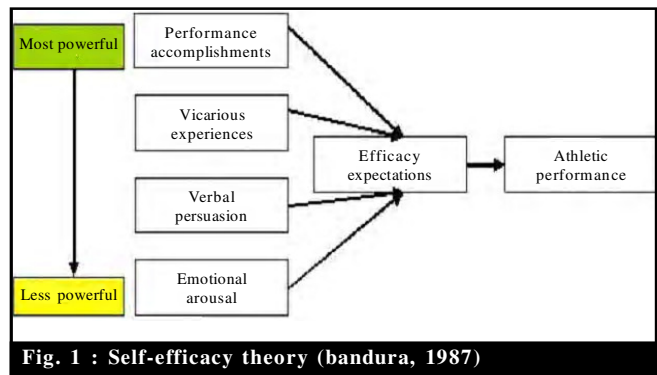 Most powerful
Performance
accomplishments
Vicarious
experiences
Efficacy
expectations
Athletic
performance
Verbal
persuasion
Less powerful
Emotional
arousal
Fig. 1 : Self-efficacy theory (bandura, 1987)